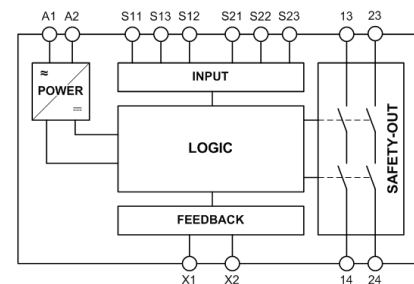 A1 A2 S11 S13 S12 S21 S22 S23 13 23
INPUT
POWER
LOGIC
SAFETY-OUT
FEEDBACK
X1 X2 14 24